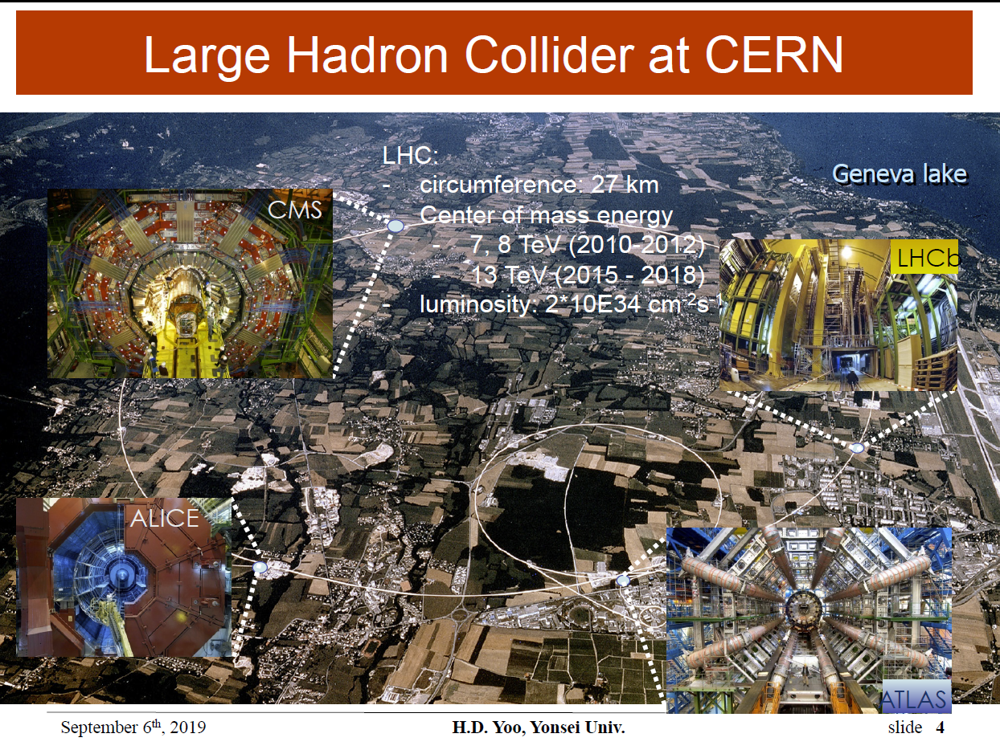 Large Hadron Collider at CERN
LHC:
- circumference: 27 km
Center of mass energy
- 7, 8 TeV (2010-2012)
- 13 TeV (2015 - 2018)
- luminosity: 2*10E34 cm⁻²s⁻¹
Geneva lake
CMS
LHCb
ALICE
ATLAS
September 6ᵗʰ, 2019
H.D. Yoo, Yonsei Univ.
slide 4